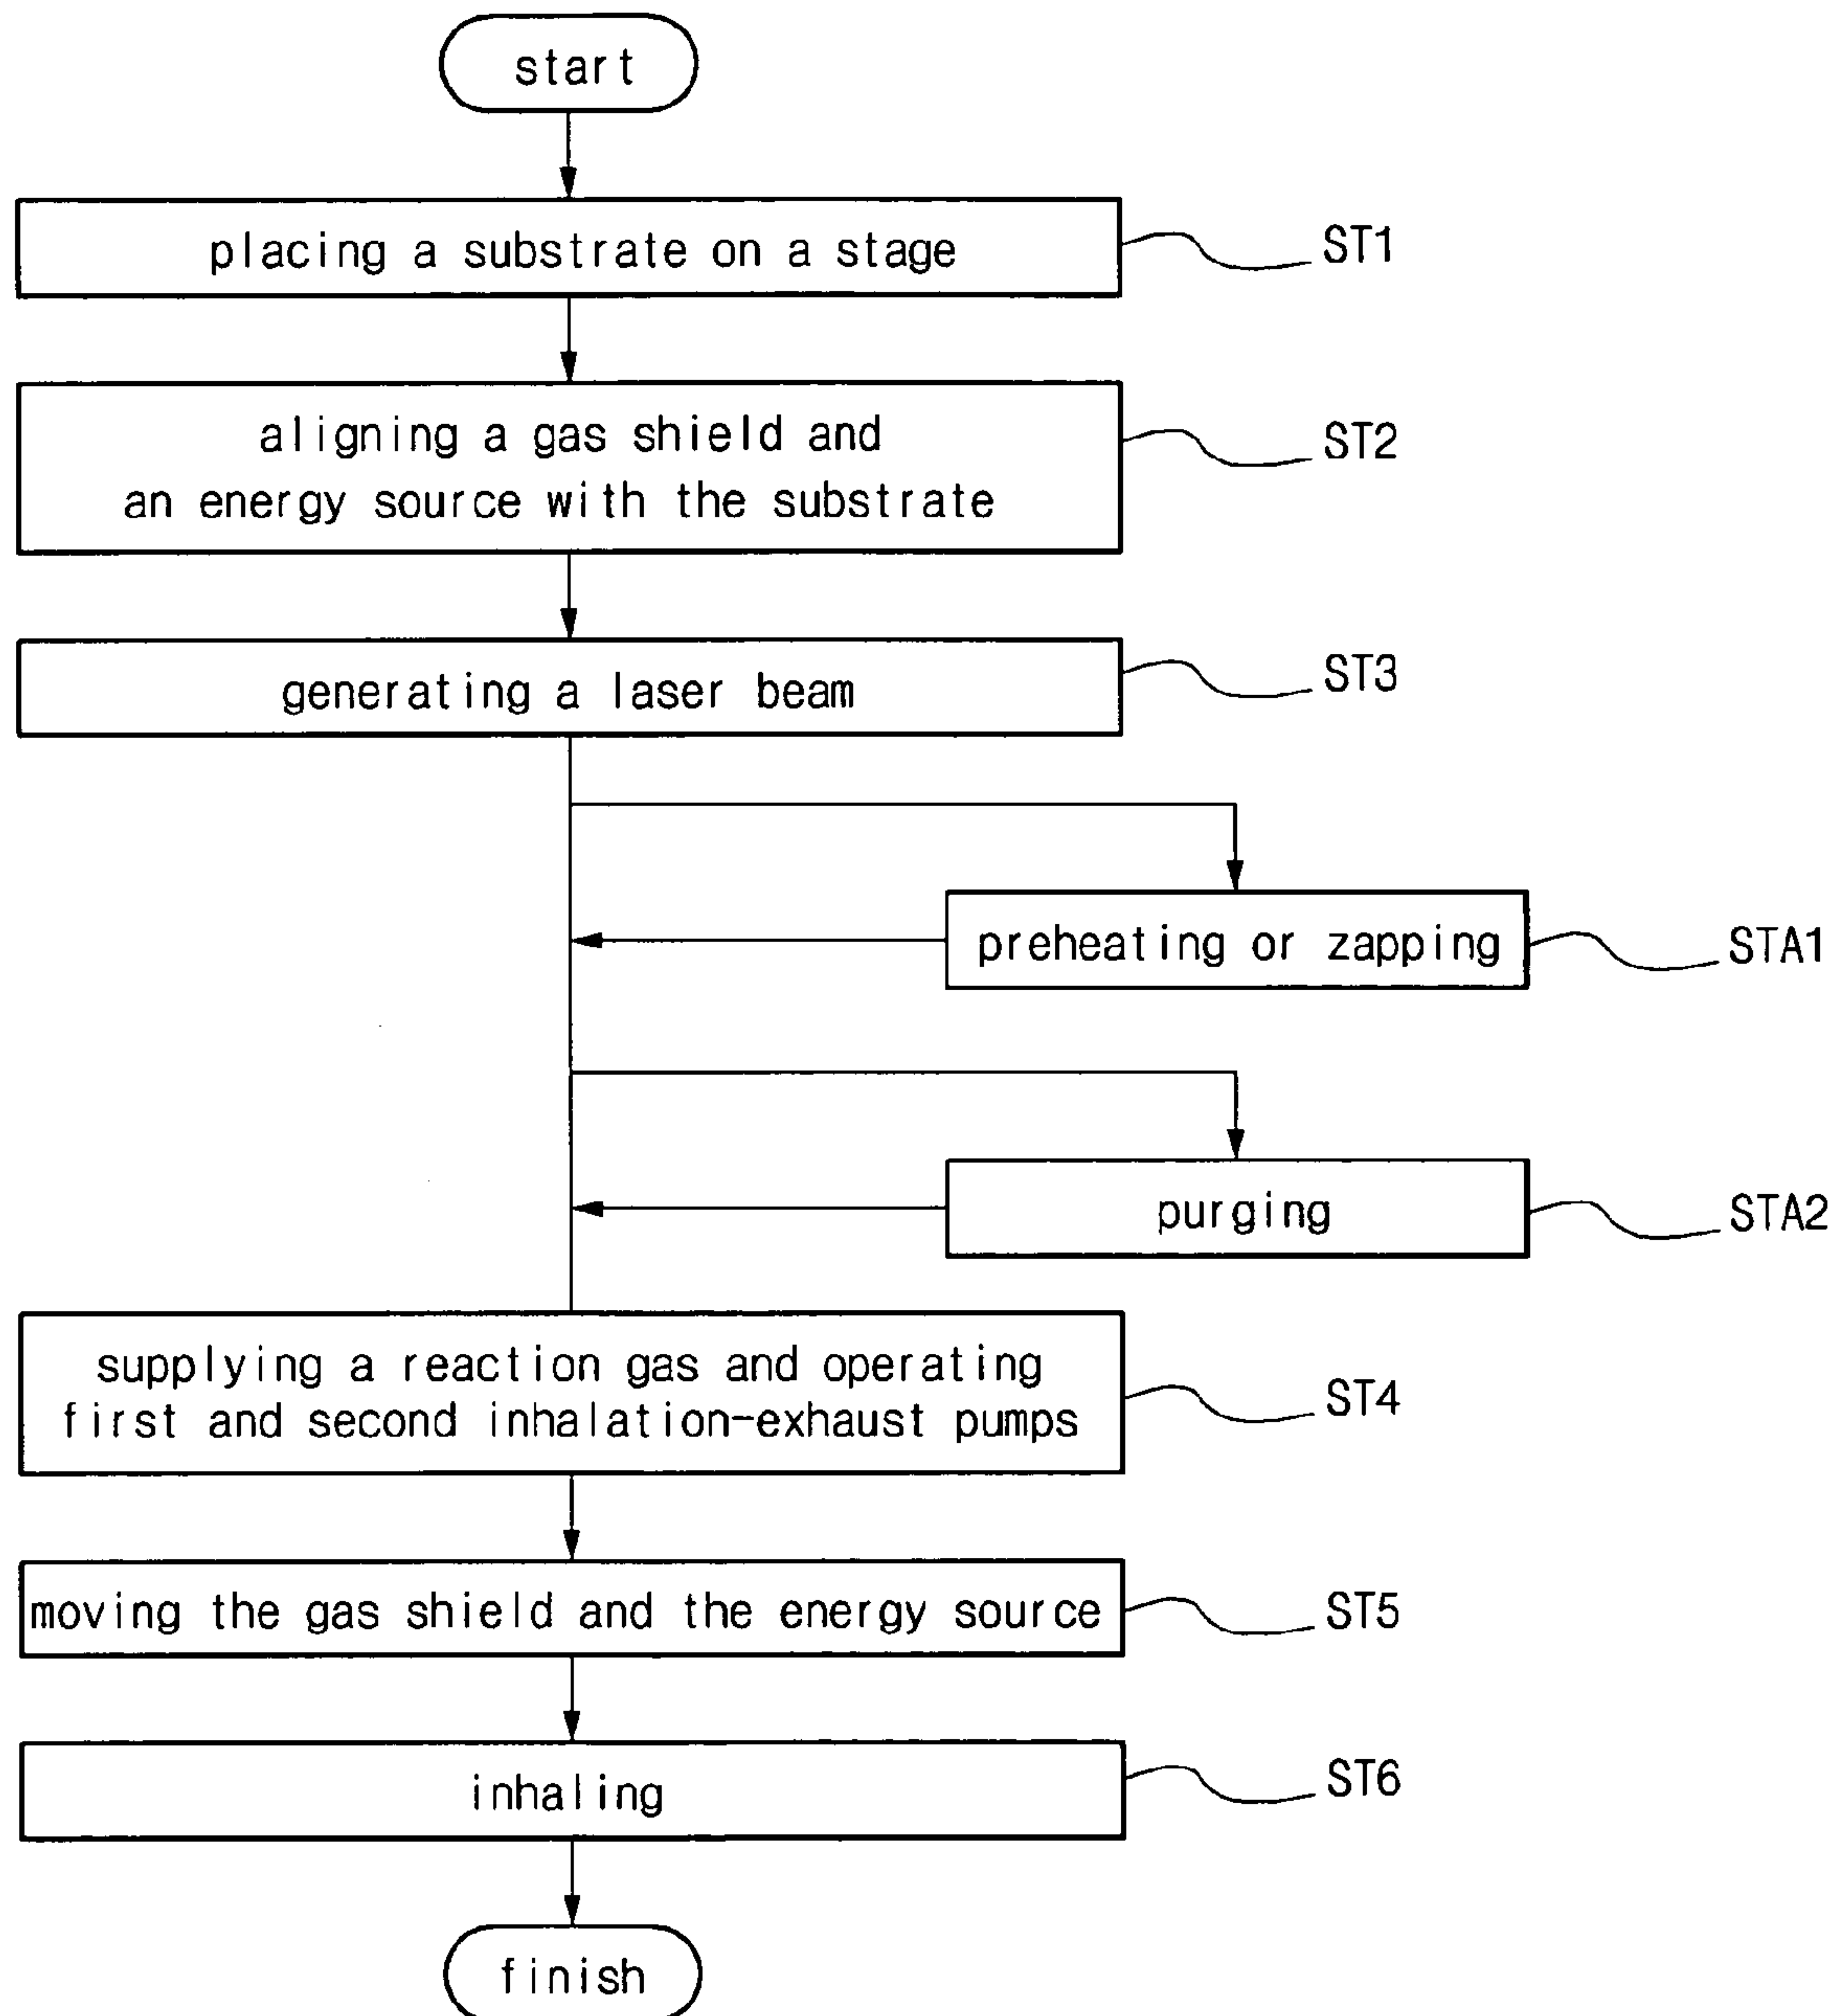 start
placing a substrate on a stage
ST1
aligning a gas shield and
an energy source with the substrate
ST2
generating a laser beam
ST3
preheating or zapping
STA1
purging
STA2
supplying a reaction gas and operating
first and second inhalation-exhaust pumps
ST4
moving the gas shield and the energy source
ST5
inhaling
ST6
finish